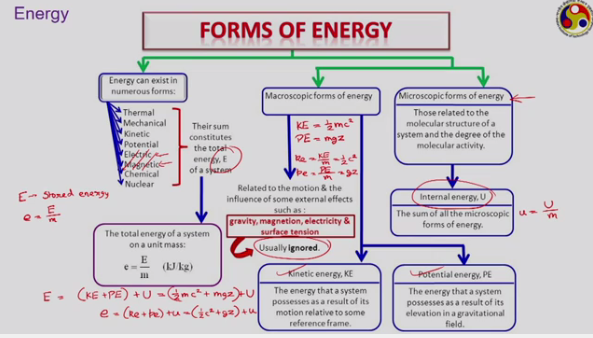 Energy
FORMS OF ENERGY
Energy can exist in
numerous forms:
Thermal
Mechanical
Kinetic
Potential
Electric
Magnetic
Chemical
Nuclear
Their sum
constitutes
the total
energy, E
of a system
E - stored energy
e = E/m
The total energy of a system
on a unit mass:
e = E/m (kJ/kg)
Macroscopic forms of energy
KE = ½mc²
PE = mgz
ke = KE/m = ½c²
pe = PE/m = gz
Related to the motion & the
influence of some external effects
such as :
gravity, magnetion, electricity &
surface tension
Usually ignored.
Microscopic forms of energy
Those related to the
molecular structure of a
system and the degree of the
molecular activity.
Internal energy, U
The sum of all the microscopic
forms of energy.
u = U/m
Kinetic energy, KE
The energy that a system
possesses as a result of its
motion relative to some
reference frame.
Potential energy, PE
The energy that a system
possesses as a result of its
elevation in a gravitational
field.
E = (KE+PE) + U = (½mc² + mgz) + U
e = (ke+pe) + u = (½c² + gz) + u